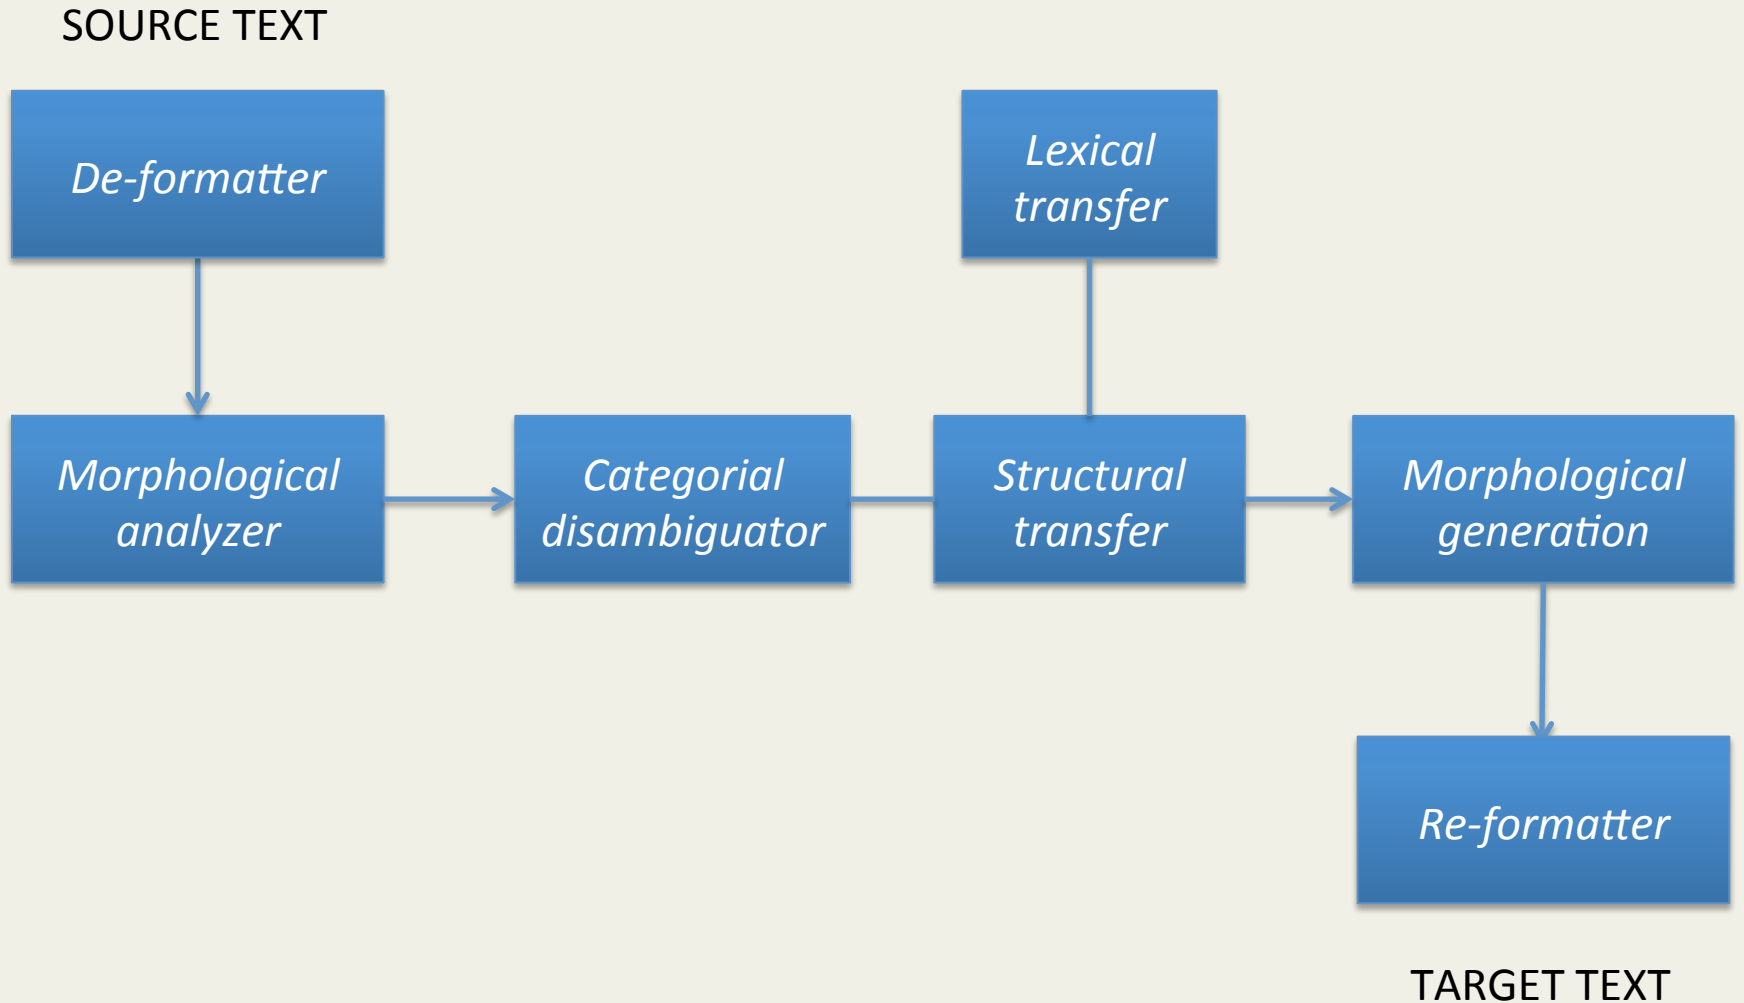 SOURCE TEXT
De-formatter
Lexical
transfer
Morphological
analyzer
Categorial
disambiguator
Structural
transfer
Morphological
generation
Re-formatter
TARGET TEXT